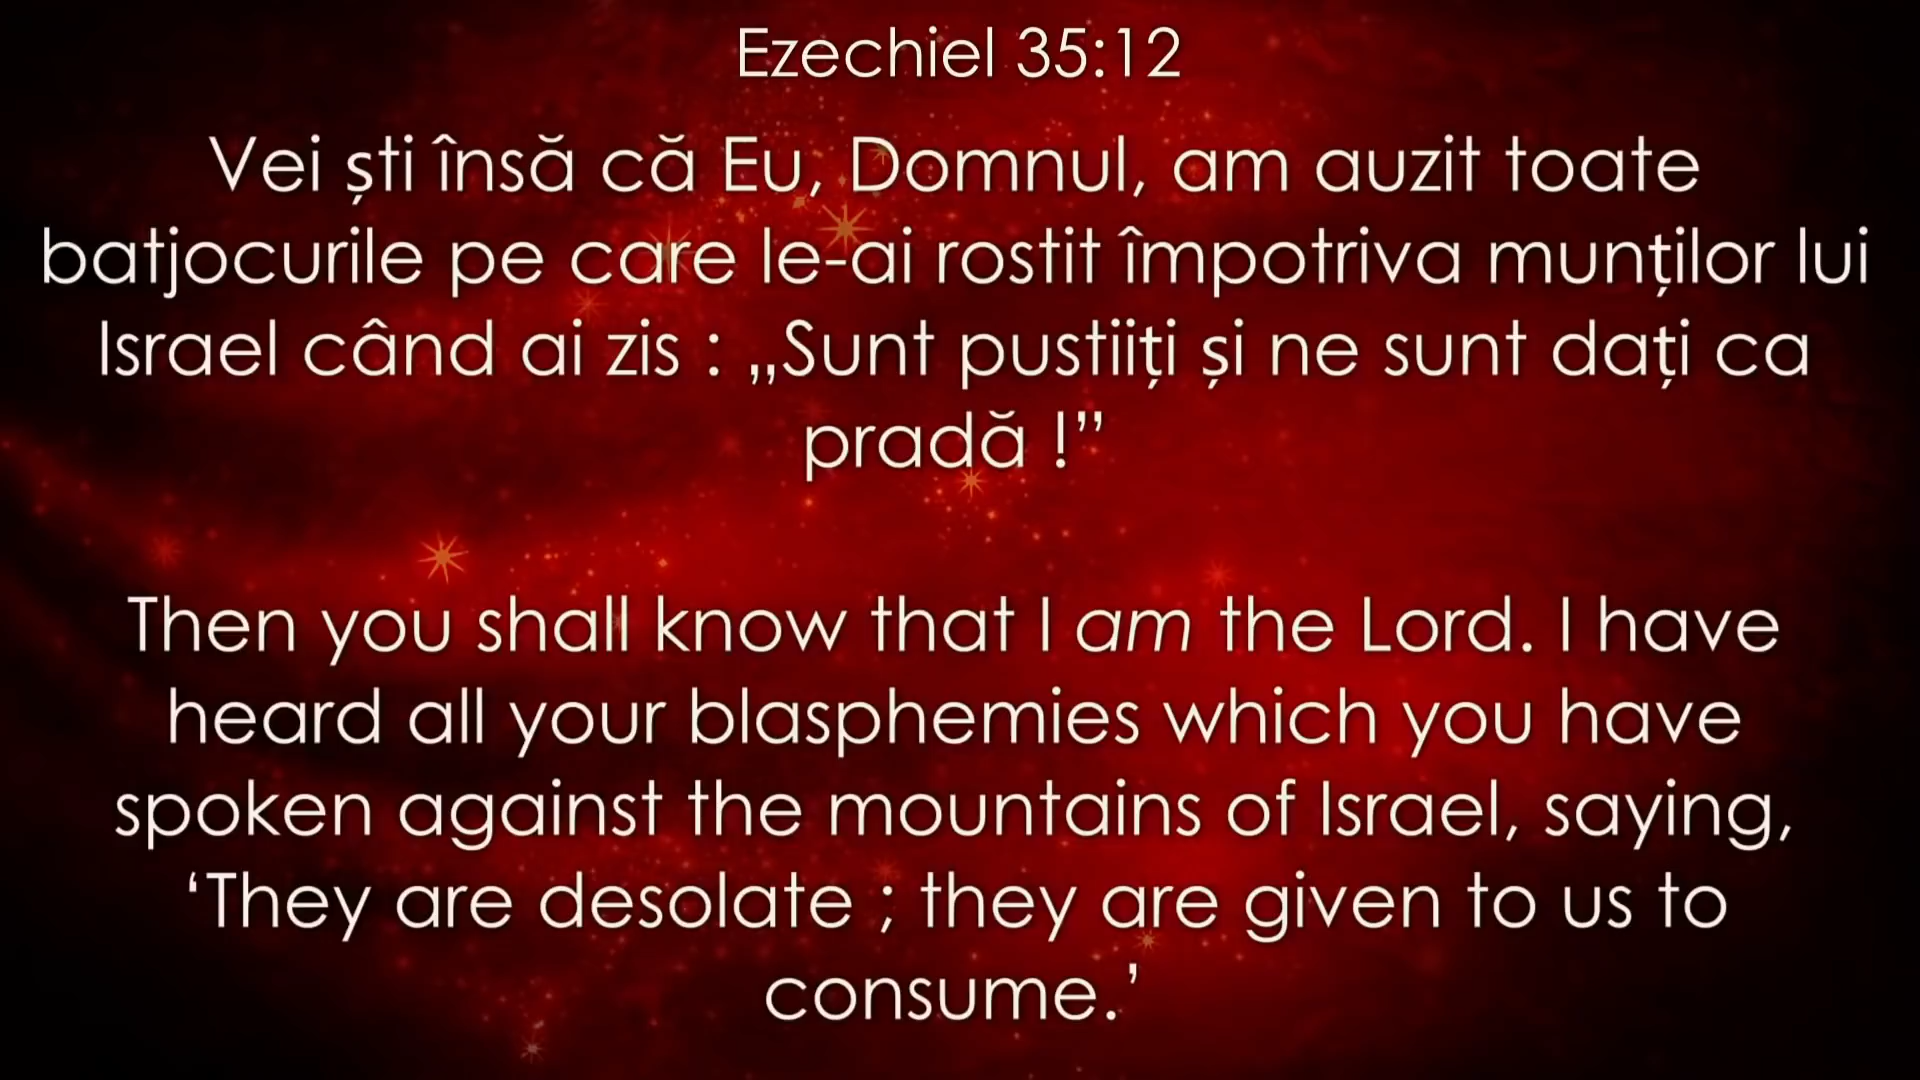 Ezechiel 35:12
Vei ști însă că Eu, Domnul, am auzit toate
batjocurile pe care le-ai rostit împotriva munților lui
Israel când ai zis : „Sunt pustiiți și ne sunt dați ca
pradă !”
Then you shall know that I am the Lord. I have
heard all your blasphemies which you have
spoken against the mountains of Israel, saying,
‘They are desolate ; they are given to us to
consume.’